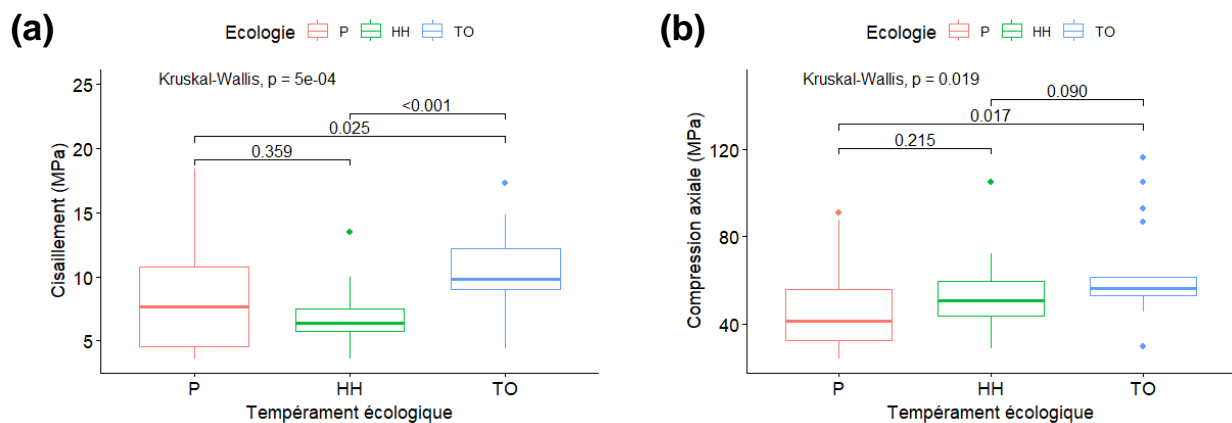 (a)
Ecologie P HH TO
Kruskal-Wallis, p = 5e-04
<0.001
0.025
0.359
25
20
15
10
5
Cisaillement (MPa)
P HH TO
Tempérament écologique
(b)
Ecologie P HH TO
Kruskal-Wallis, p = 0.019
0.090
0.017
0.215
120
80
40
Compression axiale (MPa)
P HH TO
Tempérament écologique